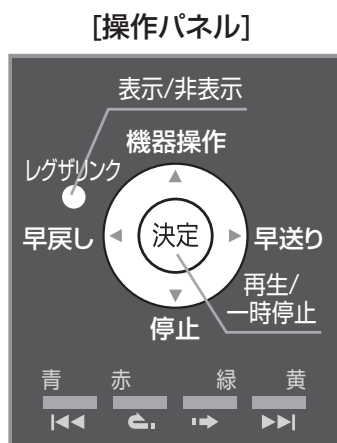 [操作パネル]
表示/非表示
機器操作
レグザリンク
早戻し
決定
早送り
再生/
一時停止
停止
青 赤 緑 黄